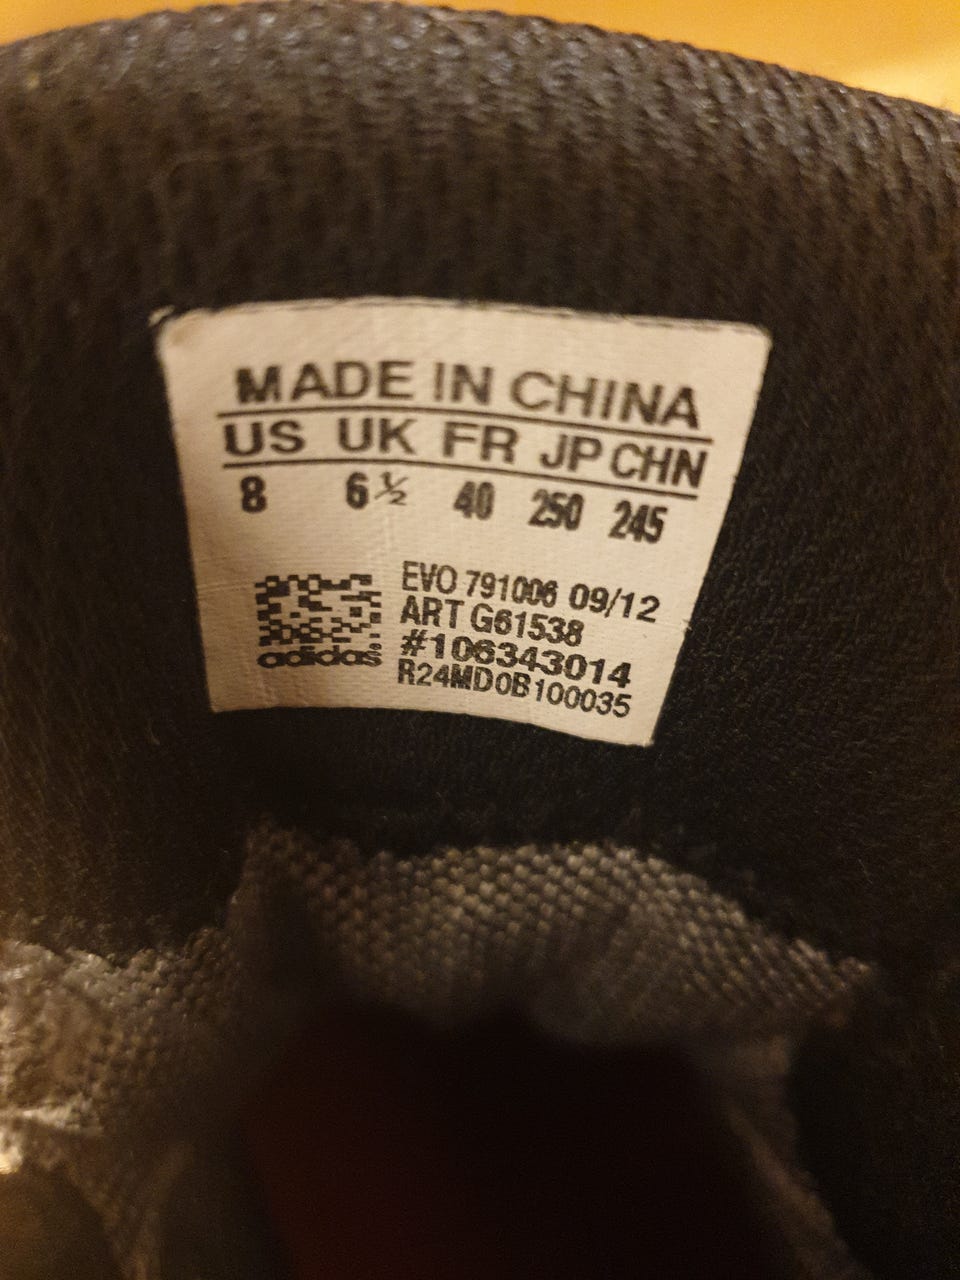 MADE IN CHINA
US UK FR JP CHN
8 6½ 40 250 245
EVO 791006 09/12
ART G61538
#106343014
R24MD0B100035
adidas